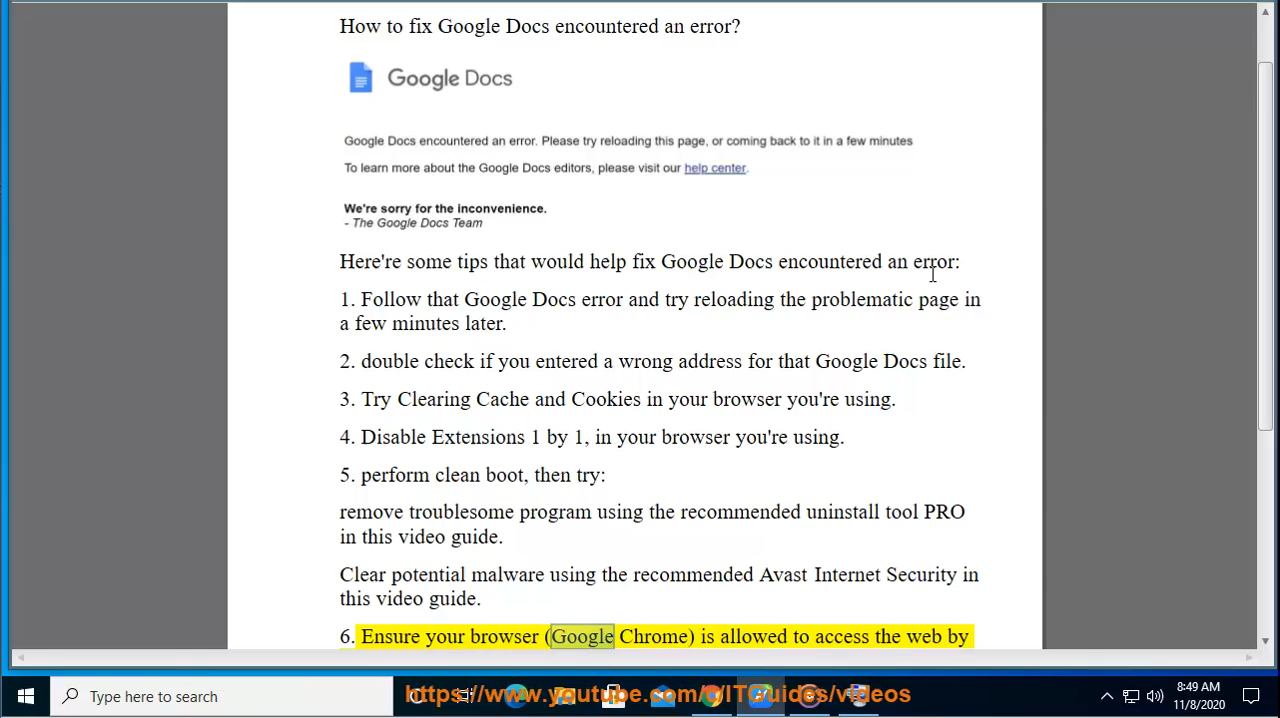 How to fix Google Docs encountered an error?
Google Docs
Google Docs encountered an error. Please try reloading this page, or coming back to it in a few minutes
To learn more about the Google Docs editors, please visit our help center.
We're sorry for the inconvenience.
- The Google Docs Team
Here're some tips that would help fix Google Docs encountered an error:
1. Follow that Google Docs error and try reloading the problematic page in
a few minutes later.
2. double check if you entered a wrong address for that Google Docs file.
3. Try Clearing Cache and Cookies in your browser you're using.
4. Disable Extensions 1 by 1, in your browser you're using.
5. perform clean boot, then try:
remove troublesome program using the recommended uninstall tool PRO
in this video guide.
Clear potential malware using the recommended Avast Internet Security in
this video guide.
6. Ensure your browser (Google Chrome) is allowed to access the web by
Type here to search
https://www.youtube.com/c/ITGuides/videos
8:49 AM
11/8/2020